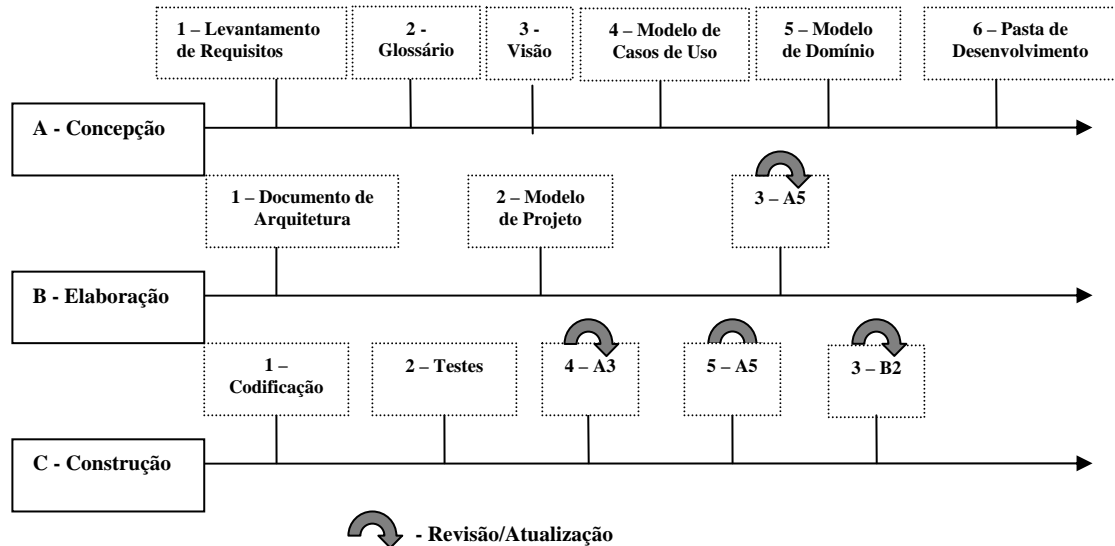 1 – Levantamento
de Requisitos
2 -
Glossário
3 -
Visão
4 – Modelo de
Casos de Uso
5 – Modelo
de Domínio
6 – Pasta de
Desenvolvimento
A - Concepção
1 – Documento de
Arquitetura
2 – Modelo
de Projeto
3 – A5
B - Elaboração
1 –
Codificação
2 – Testes
4 – A3
5 – A5
3 – B2
C - Construção
- Revisão/Atualização